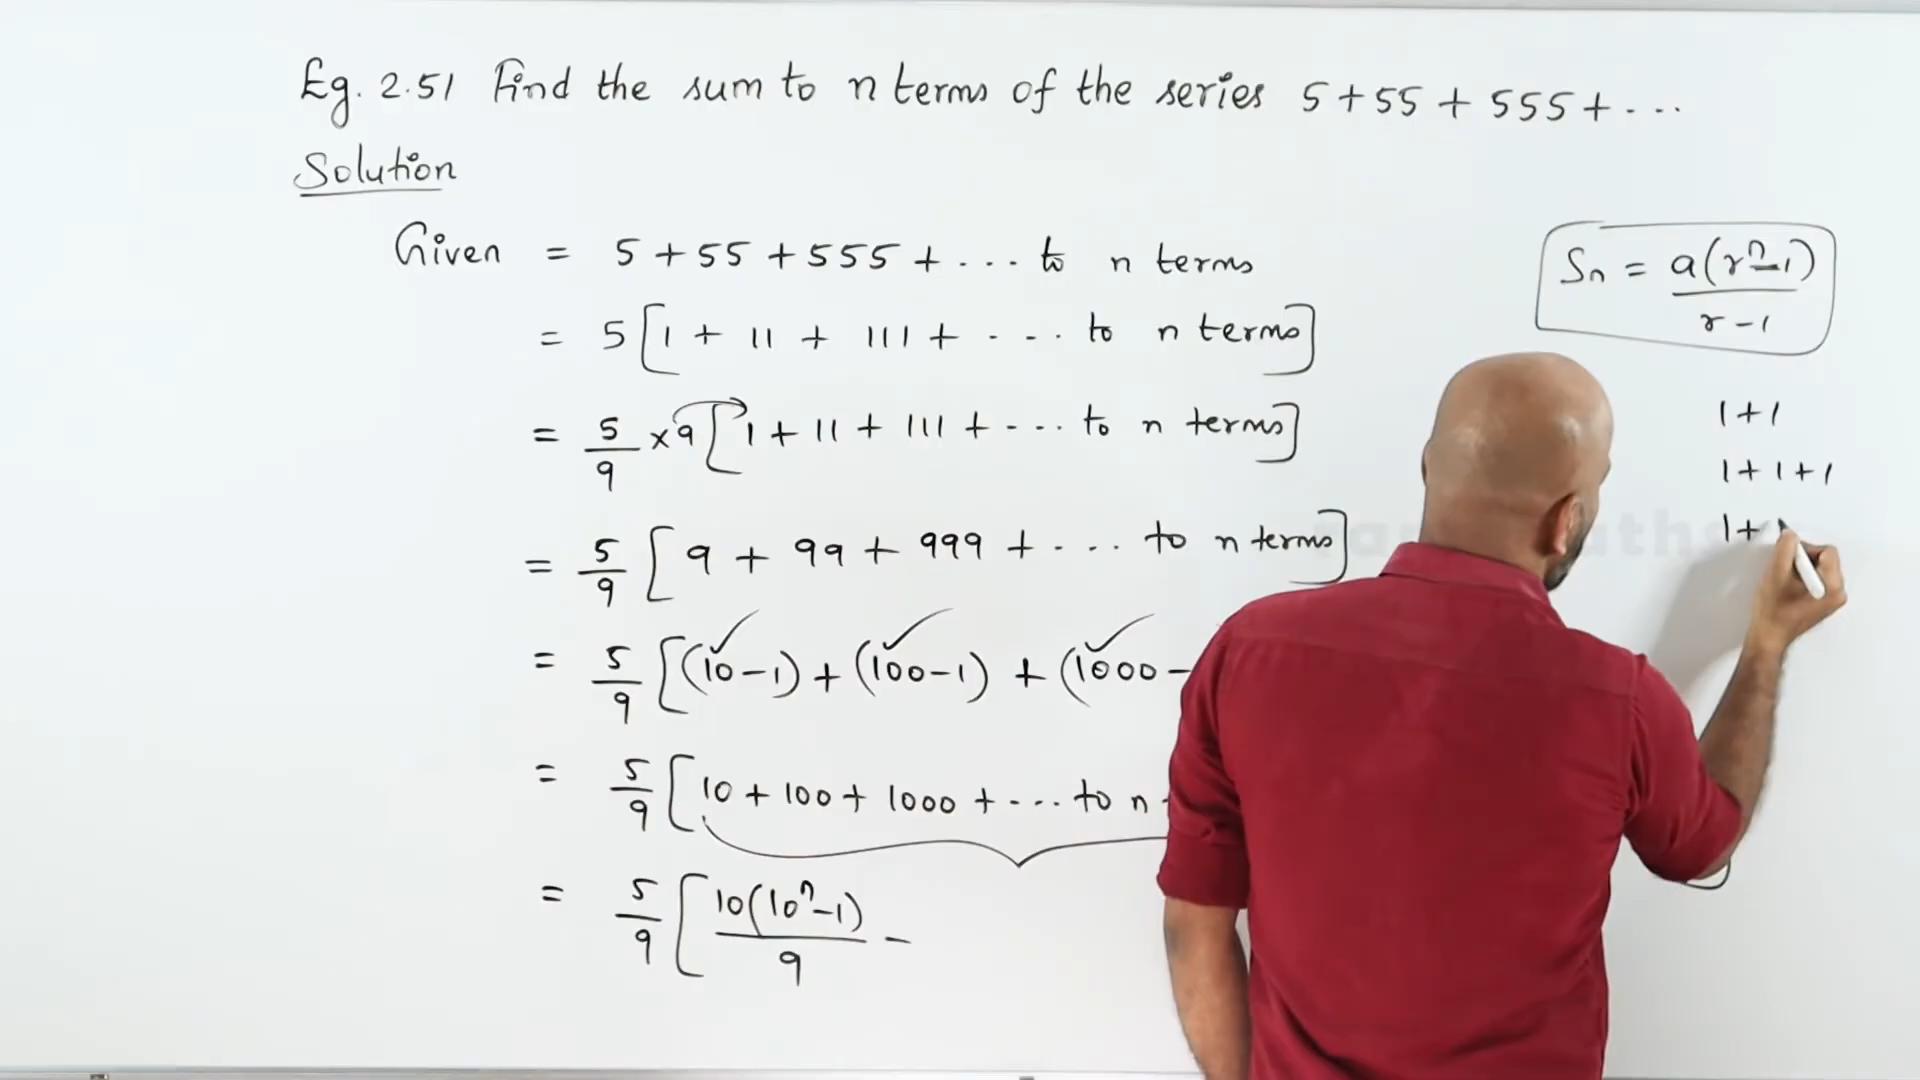 Eg. 2.51 Find the sum to n terms of the series 5 + 55 + 555 + ...
Solution
Given = 5 + 55 + 555 + ... to n terms
= 5 [1 + 11 + 111 + ... to n terms]
= 5/9 × 9 [1 + 11 + 111 + ... to n terms]
= 5/9 [9 + 99 + 999 + ... to n terms]
= 5/9 [(10 - 1) + (100 - 1) + (1000 -
= 5/9 [10 + 100 + 1000 + ... to n
= 5/9 [10(10ⁿ - 1)/9 -
Sn = a(rⁿ - 1)/r - 1
1 + 1
1 + 1 + 1
1 +